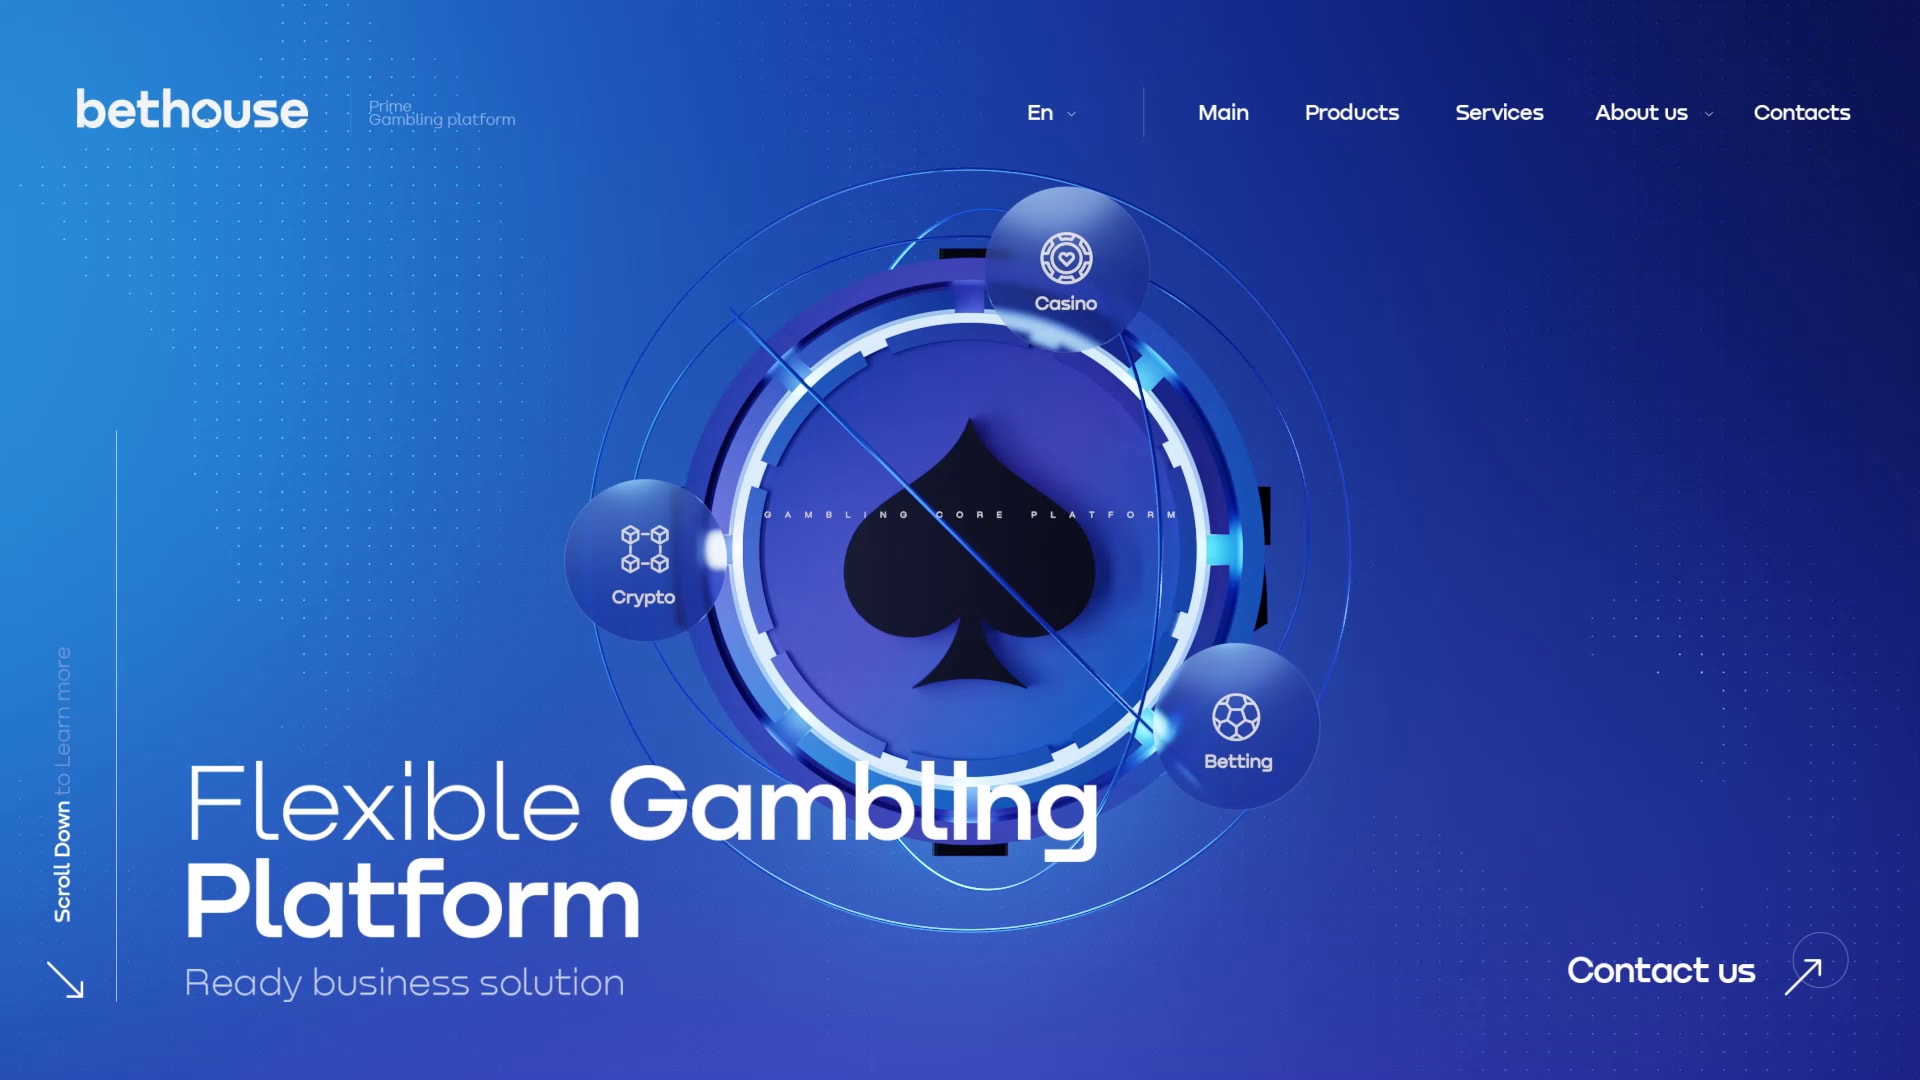 bethouse
Prime
Gambling platform
En
Main
Products
Services
About us
Contacts
Casino
GAMBLING CORE PLATFORM
Crypto
Betting
Scroll Down to Learn more
Flexible Gambling
Platform
Ready business solution
Contact us